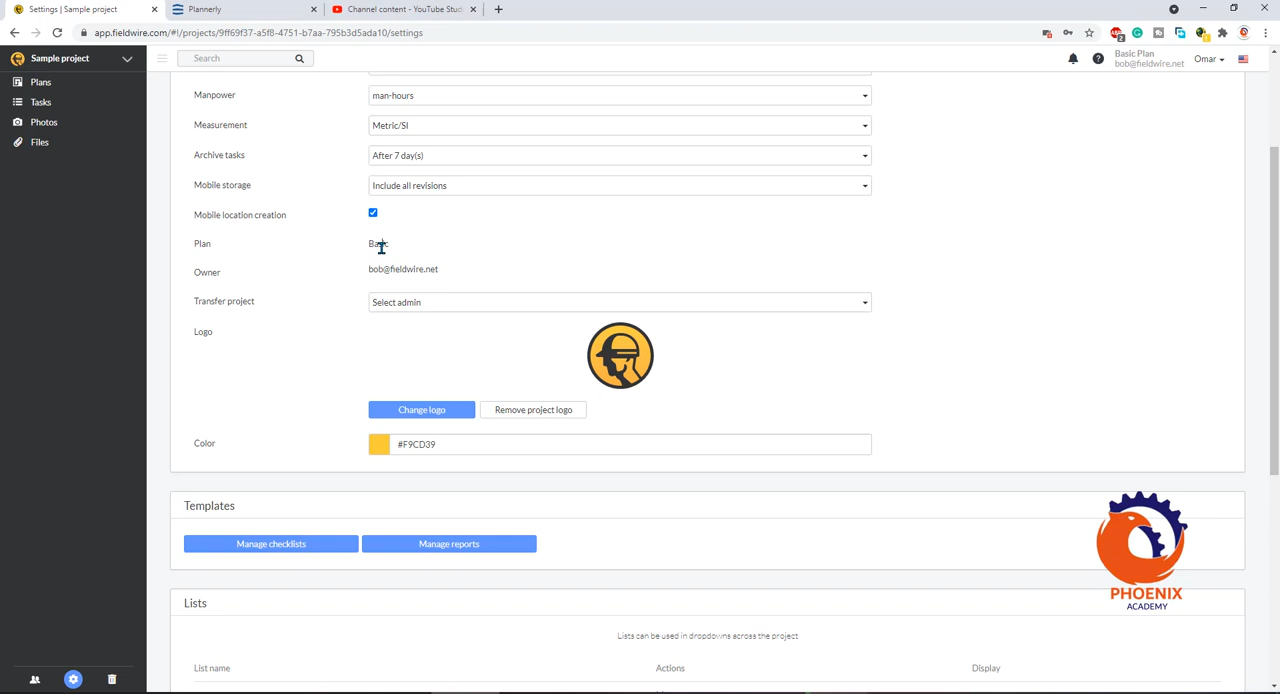 Settings | Sample project
Plannerly
Channel content - YouTube Stud
app.fieldwire.com/#!/projects/9ff69f37-a5f8-4751-b7aa-795b3d5ada10/settings
Sample project
Search
Basic Plan
bob@fieldwire.net
Omar
Plans
Tasks
Photos
Files
Manpower
man-hours
Measurement
Metric/SI
Archive tasks
After 7 day(s)
Mobile storage
Include all revisions
Mobile location creation
Plan
Basic
Owner
bob@fieldwire.net
Transfer project
Select admin
Logo
Change logo
Remove project logo
Color
#F9CD39
Templates
Manage checklists
Manage reports
PHOENIX
ACADEMY
Lists
Lists can be used in dropdowns across the project
List name
Actions
Display